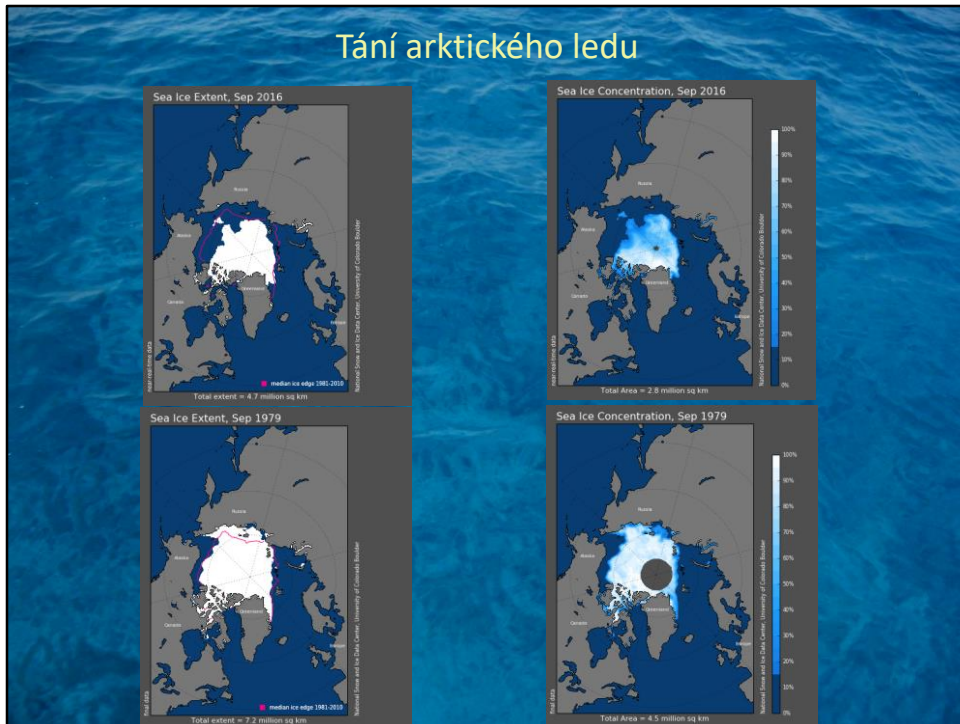 Tání arktického ledu
Sea Ice Extent, Sep 2016
Russia
Alaska
Canada
Greenland
Europe
near-real-time data
National Snow and Ice Data Center, University of Colorado Boulder
median ice edge 1981-2010
Total extent = 4.7 million sq km
Sea Ice Concentration, Sep 2016
Russia
Alaska
Canada
Greenland
Europe
near-real-time data
100%
90%
80%
70%
60%
50%
40%
30%
20%
10%
0%
National Snow and Ice Data Center, University of Colorado Boulder
Total Area = 2.8 million sq km
Sea Ice Extent, Sep 1979
Russia
Alaska
Canada
Greenland
Europe
final data
National Snow and Ice Data Center, University of Colorado Boulder
median ice edge 1981-2010
Total extent = 7.2 million sq km
Sea Ice Concentration, Sep 1979
Russia
Alaska
Canada
Greenland
Europe
final data
100%
90%
80%
70%
60%
50%
40%
30%
20%
10%
0%
National Snow and Ice Data Center, University of Colorado Boulder
Total Area = 4.5 million sq km